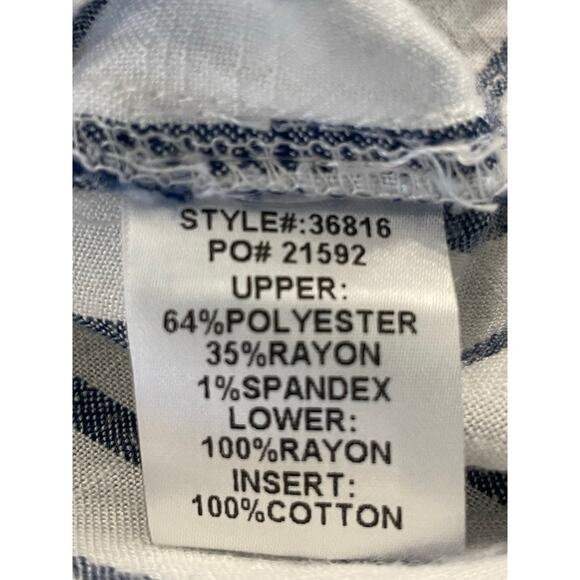 STYLE#:36816
PO# 21592
UPPER:
64%POLYESTER
35%RAYON
1%SPANDEX
LOWER:
100%RAYON
INSERT:
100%COTTON